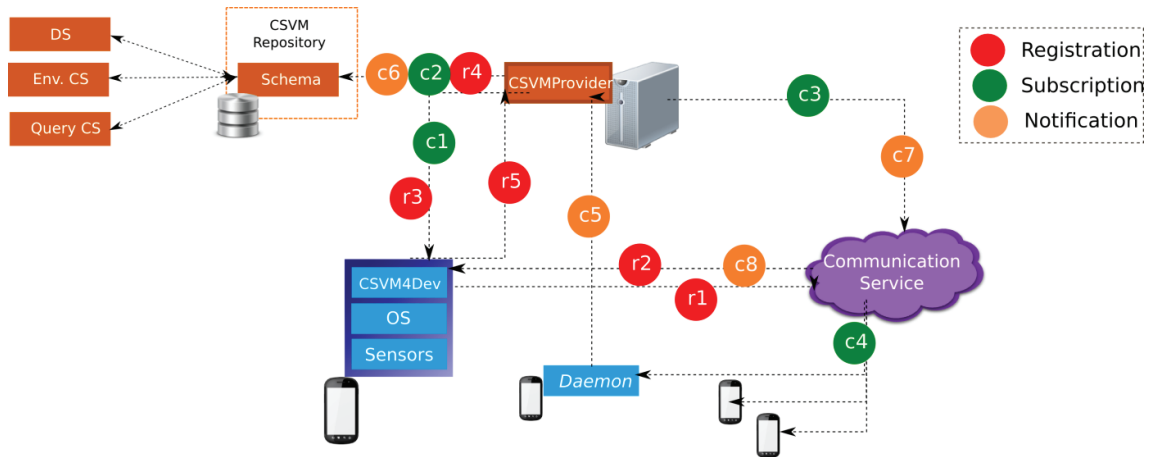 DS
Env. CS
Query CS
CSVM
Repository
Schema
c6
c2
r4
CSVMProvider
c3
Registration
Subscription
Notification
c1
r3
r5
c7
c5
CSVM4Dev
OS
Sensors
r2
c8
r1
Communication
Service
c4
Daemon